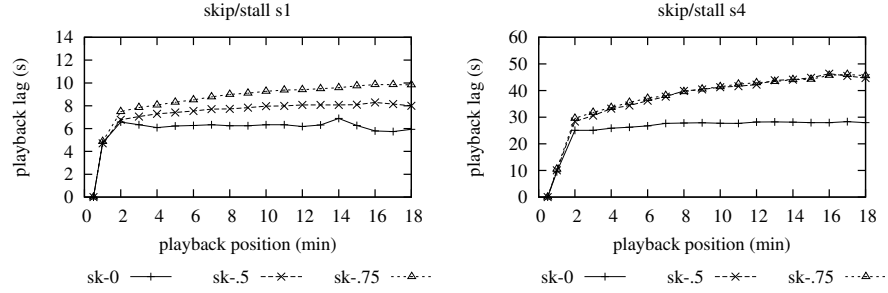 skip/stall s1
14
12
10
8
6
4
2
0
playback lag (s)
0 2 4 6 8 10 12 14 16 18
playback position (min)
sk-0 sk-.5 sk-.75
skip/stall s4
60
50
40
30
20
10
0
playback lag (s)
0 2 4 6 8 10 12 14 16 18
playback position (min)
sk-0 sk-.5 sk-.75